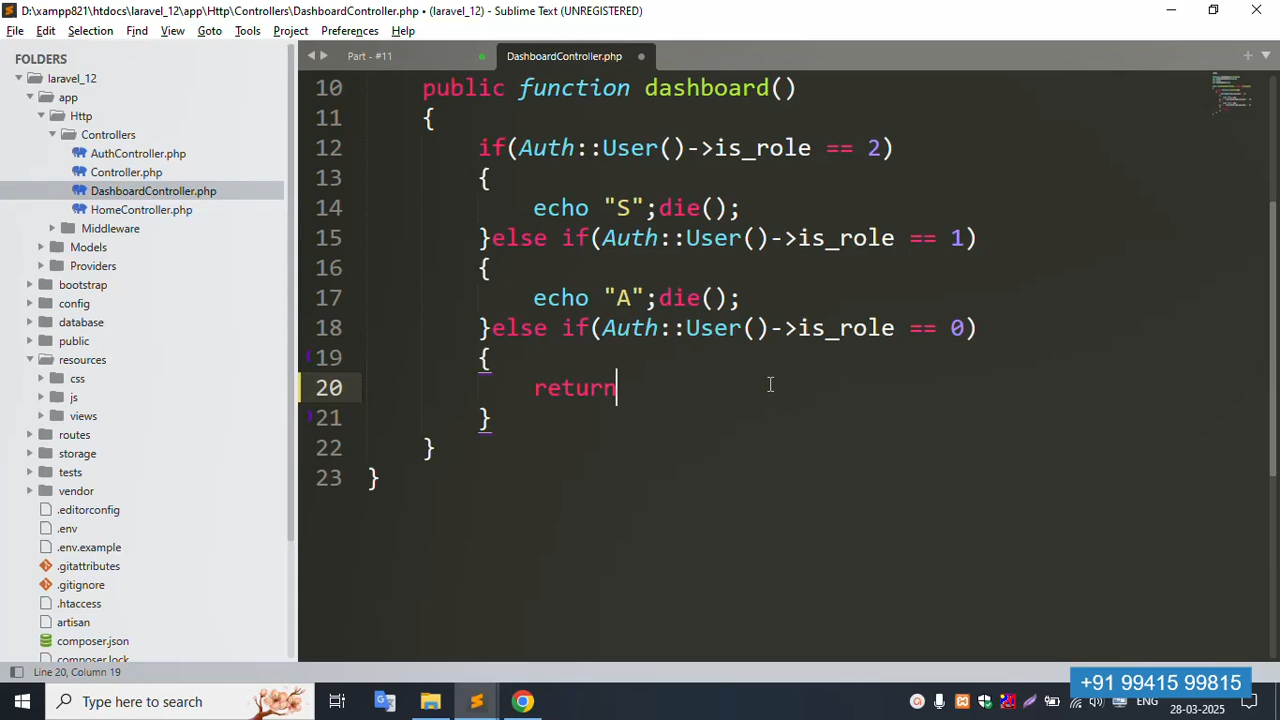 D:\xampp821\htdocs\laravel_12\app\Http\Controllers\DashboardController.php • (laravel_12) - Sublime Text (UNREGISTERED)
File Edit Selection Find View Goto Tools Project Preferences Help
FOLDERS
laravel_12
app
Http
Controllers
AuthController.php
Controller.php
DashboardController.php
HomeController.php
Middleware
Models
Providers
bootstrap
config
database
public
resources
css
js
views
routes
storage
tests
vendor
.editorconfig
.env
.env.example
.gitattributes
.gitignore
.htaccess
artisan
composer.json
composer.lock
Part - #11
DashboardController.php
10 public function dashboard()
11 {
12 if(Auth::User()->is_role == 2)
13 {
14 echo "S";die();
15 }else if(Auth::User()->is_role == 1)
16 {
17 echo "A";die();
18 }else if(Auth::User()->is_role == 0)
19 {
20 return
21 }
22 }
23 }
Line 20, Column 19
+91 99415 99815
Type here to search
ENG
28-03-2025